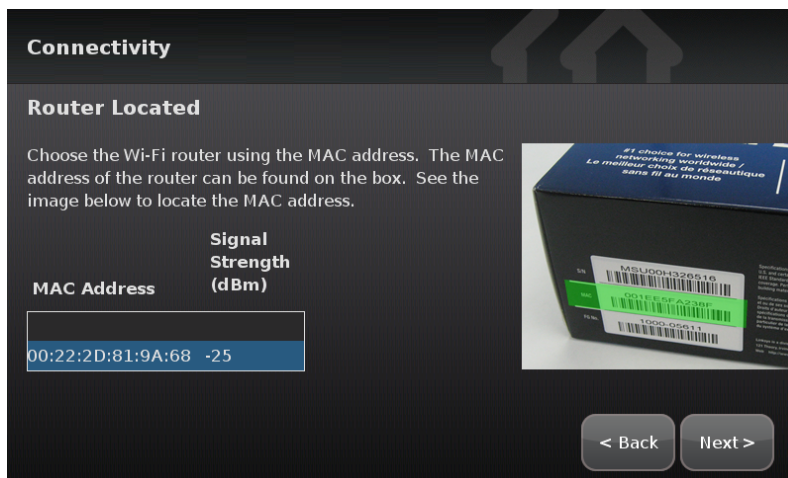 Connectivity
Router Located
Choose the Wi-Fi router using the MAC address. The MAC
address of the router can be found on the box. See the
image below to locate the MAC address.
Signal
Strength
MAC Address (dBm)
00:22:2D:81:9A:68 -25
#1 choice for wireless
networking worldwide /
Le meilleur choix de réseautique
sans fil au monde
S/N MSU00H326516
MAC 001EE5FA238F
1000-05611
< Back Next >